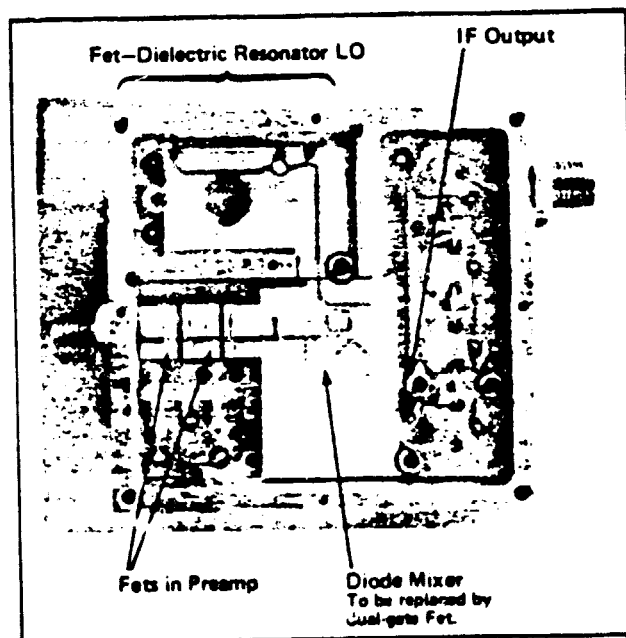 Fet–Dielectric Resonator LO
IF Output
Fets in Preamp
Diode Mixer
To be replaced by
dual-gate Fet.